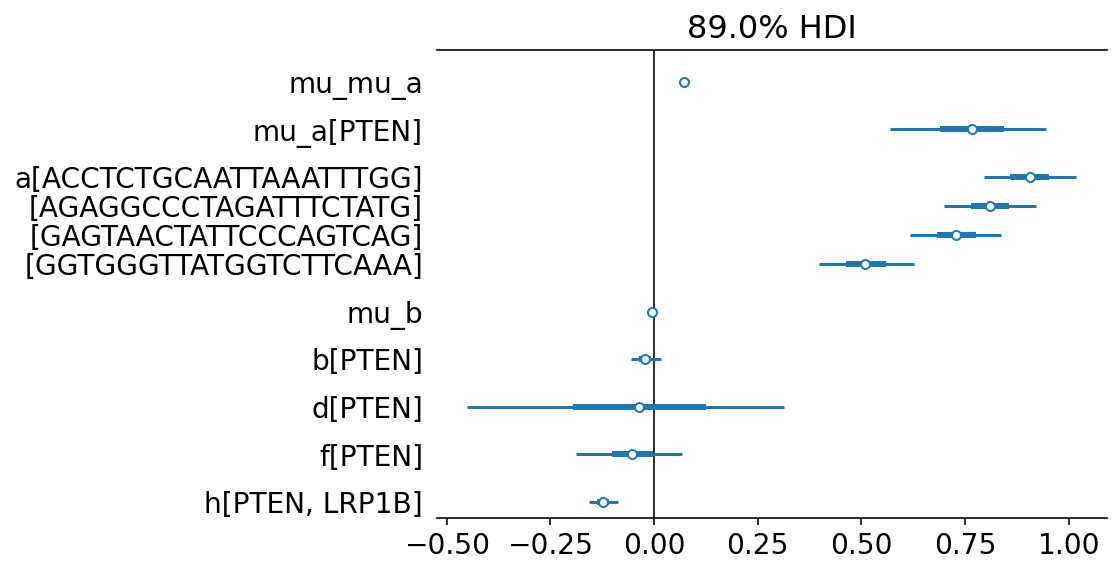 89.0% HDI
mu_mu_a
mu_a[PTEN]
a[ACCTCTGCAATTAAATTTGG]
[AGAGGCCCTAGATTTCTATG]
[GAGTAACTATTCCCAGTCAG]
[GGTGGGTTATGGTCTTCAAA]
mu_b
b[PTEN]
d[PTEN]
f[PTEN]
h[PTEN, LRP1B]
−0.50 −0.25 0.00 0.25 0.50 0.75 1.00